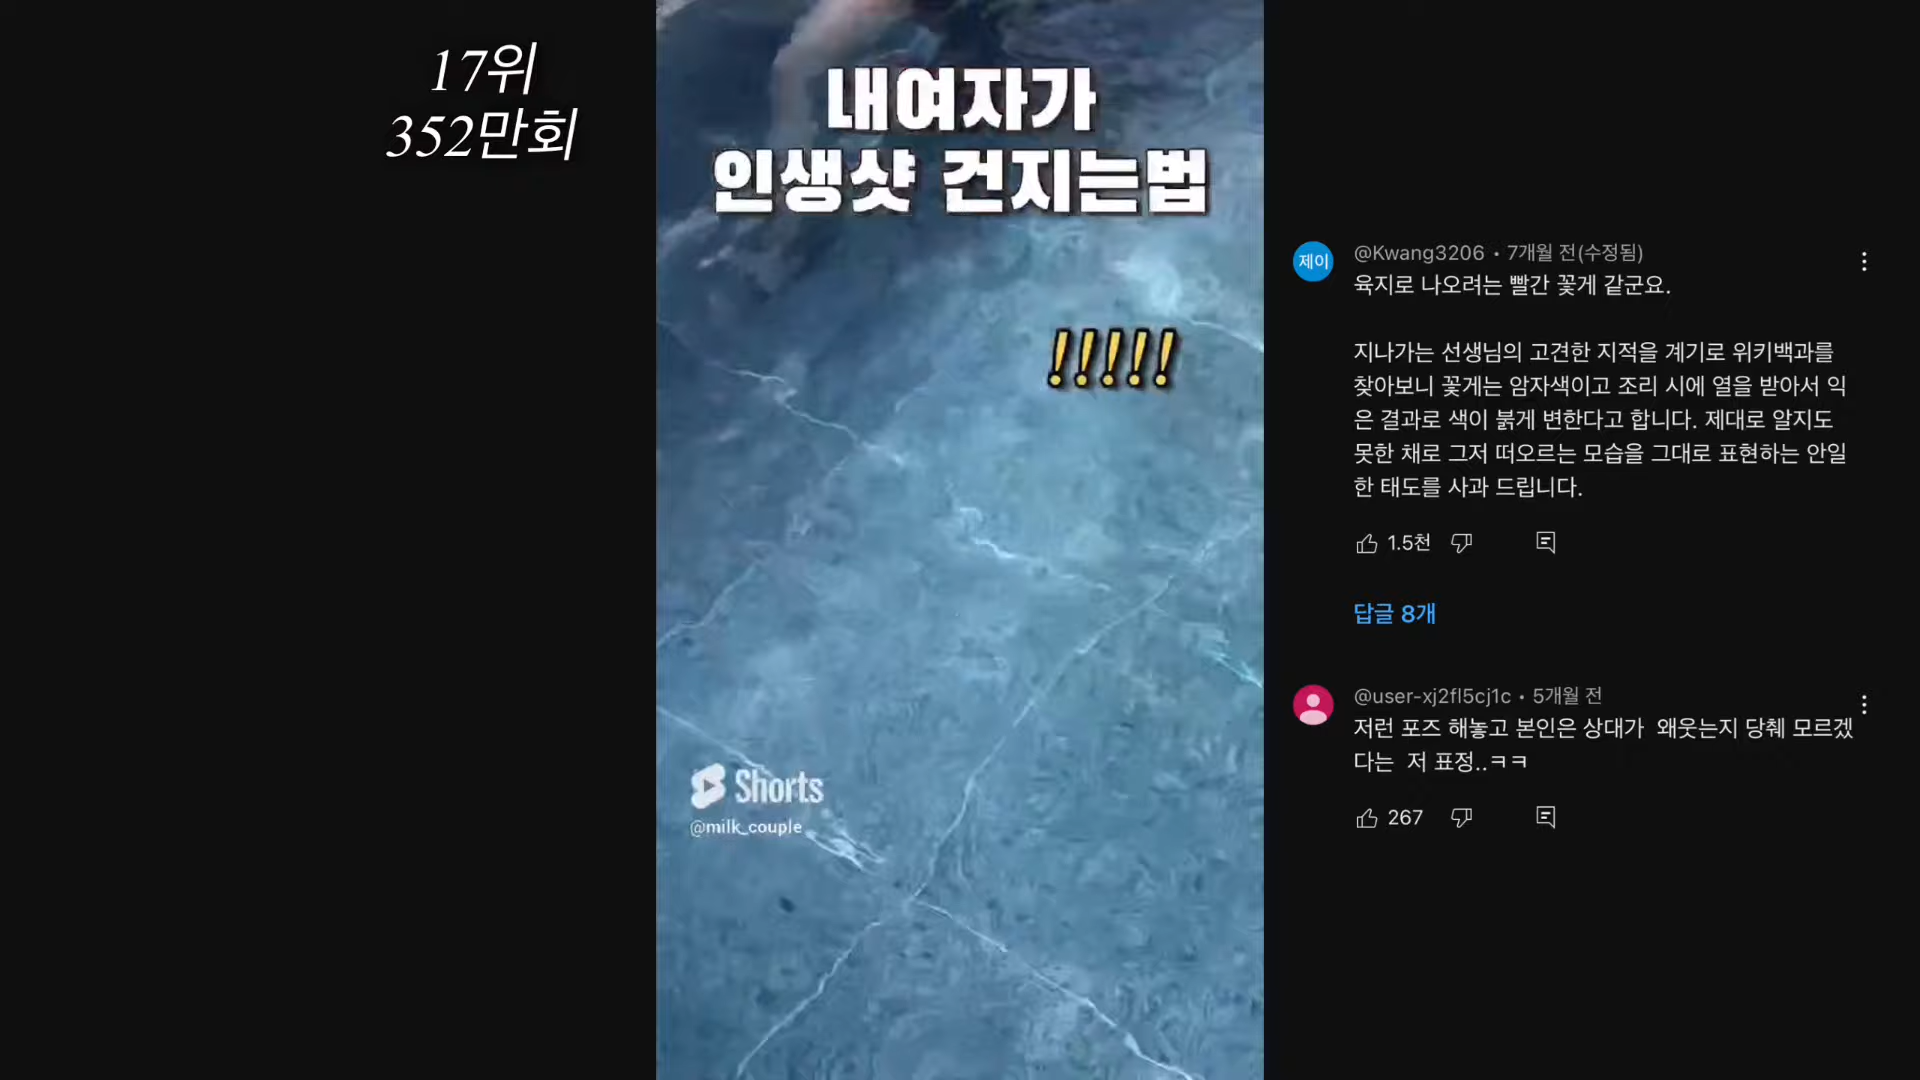 17위
352만회
내여자가
인생샷 건지는법
!!!!!
Shorts
@milk_couple
제이
@Kwang3206 • 7개월 전(수정됨)
육지로 나오려는 빨간 꽃게 같군요.
지나가는 선생님의 고견한 지적을 계기로 위키백과를
찾아보니 꽃게는 암자색이고 조리 시에 열을 받아서 익
은 결과로 색이 붉게 변한다고 합니다. 제대로 알지도
못한 채로 그저 떠오르는 모습을 그대로 표현하는 안일
한 태도를 사과 드립니다.
1.5천
답글 8개
@user-xj2fl5cj1c • 5개월 전
저런 포즈 해놓고 본인은 상대가  왜웃는지 당췌 모르겠
다는  저 표정..ㅋㅋ
267